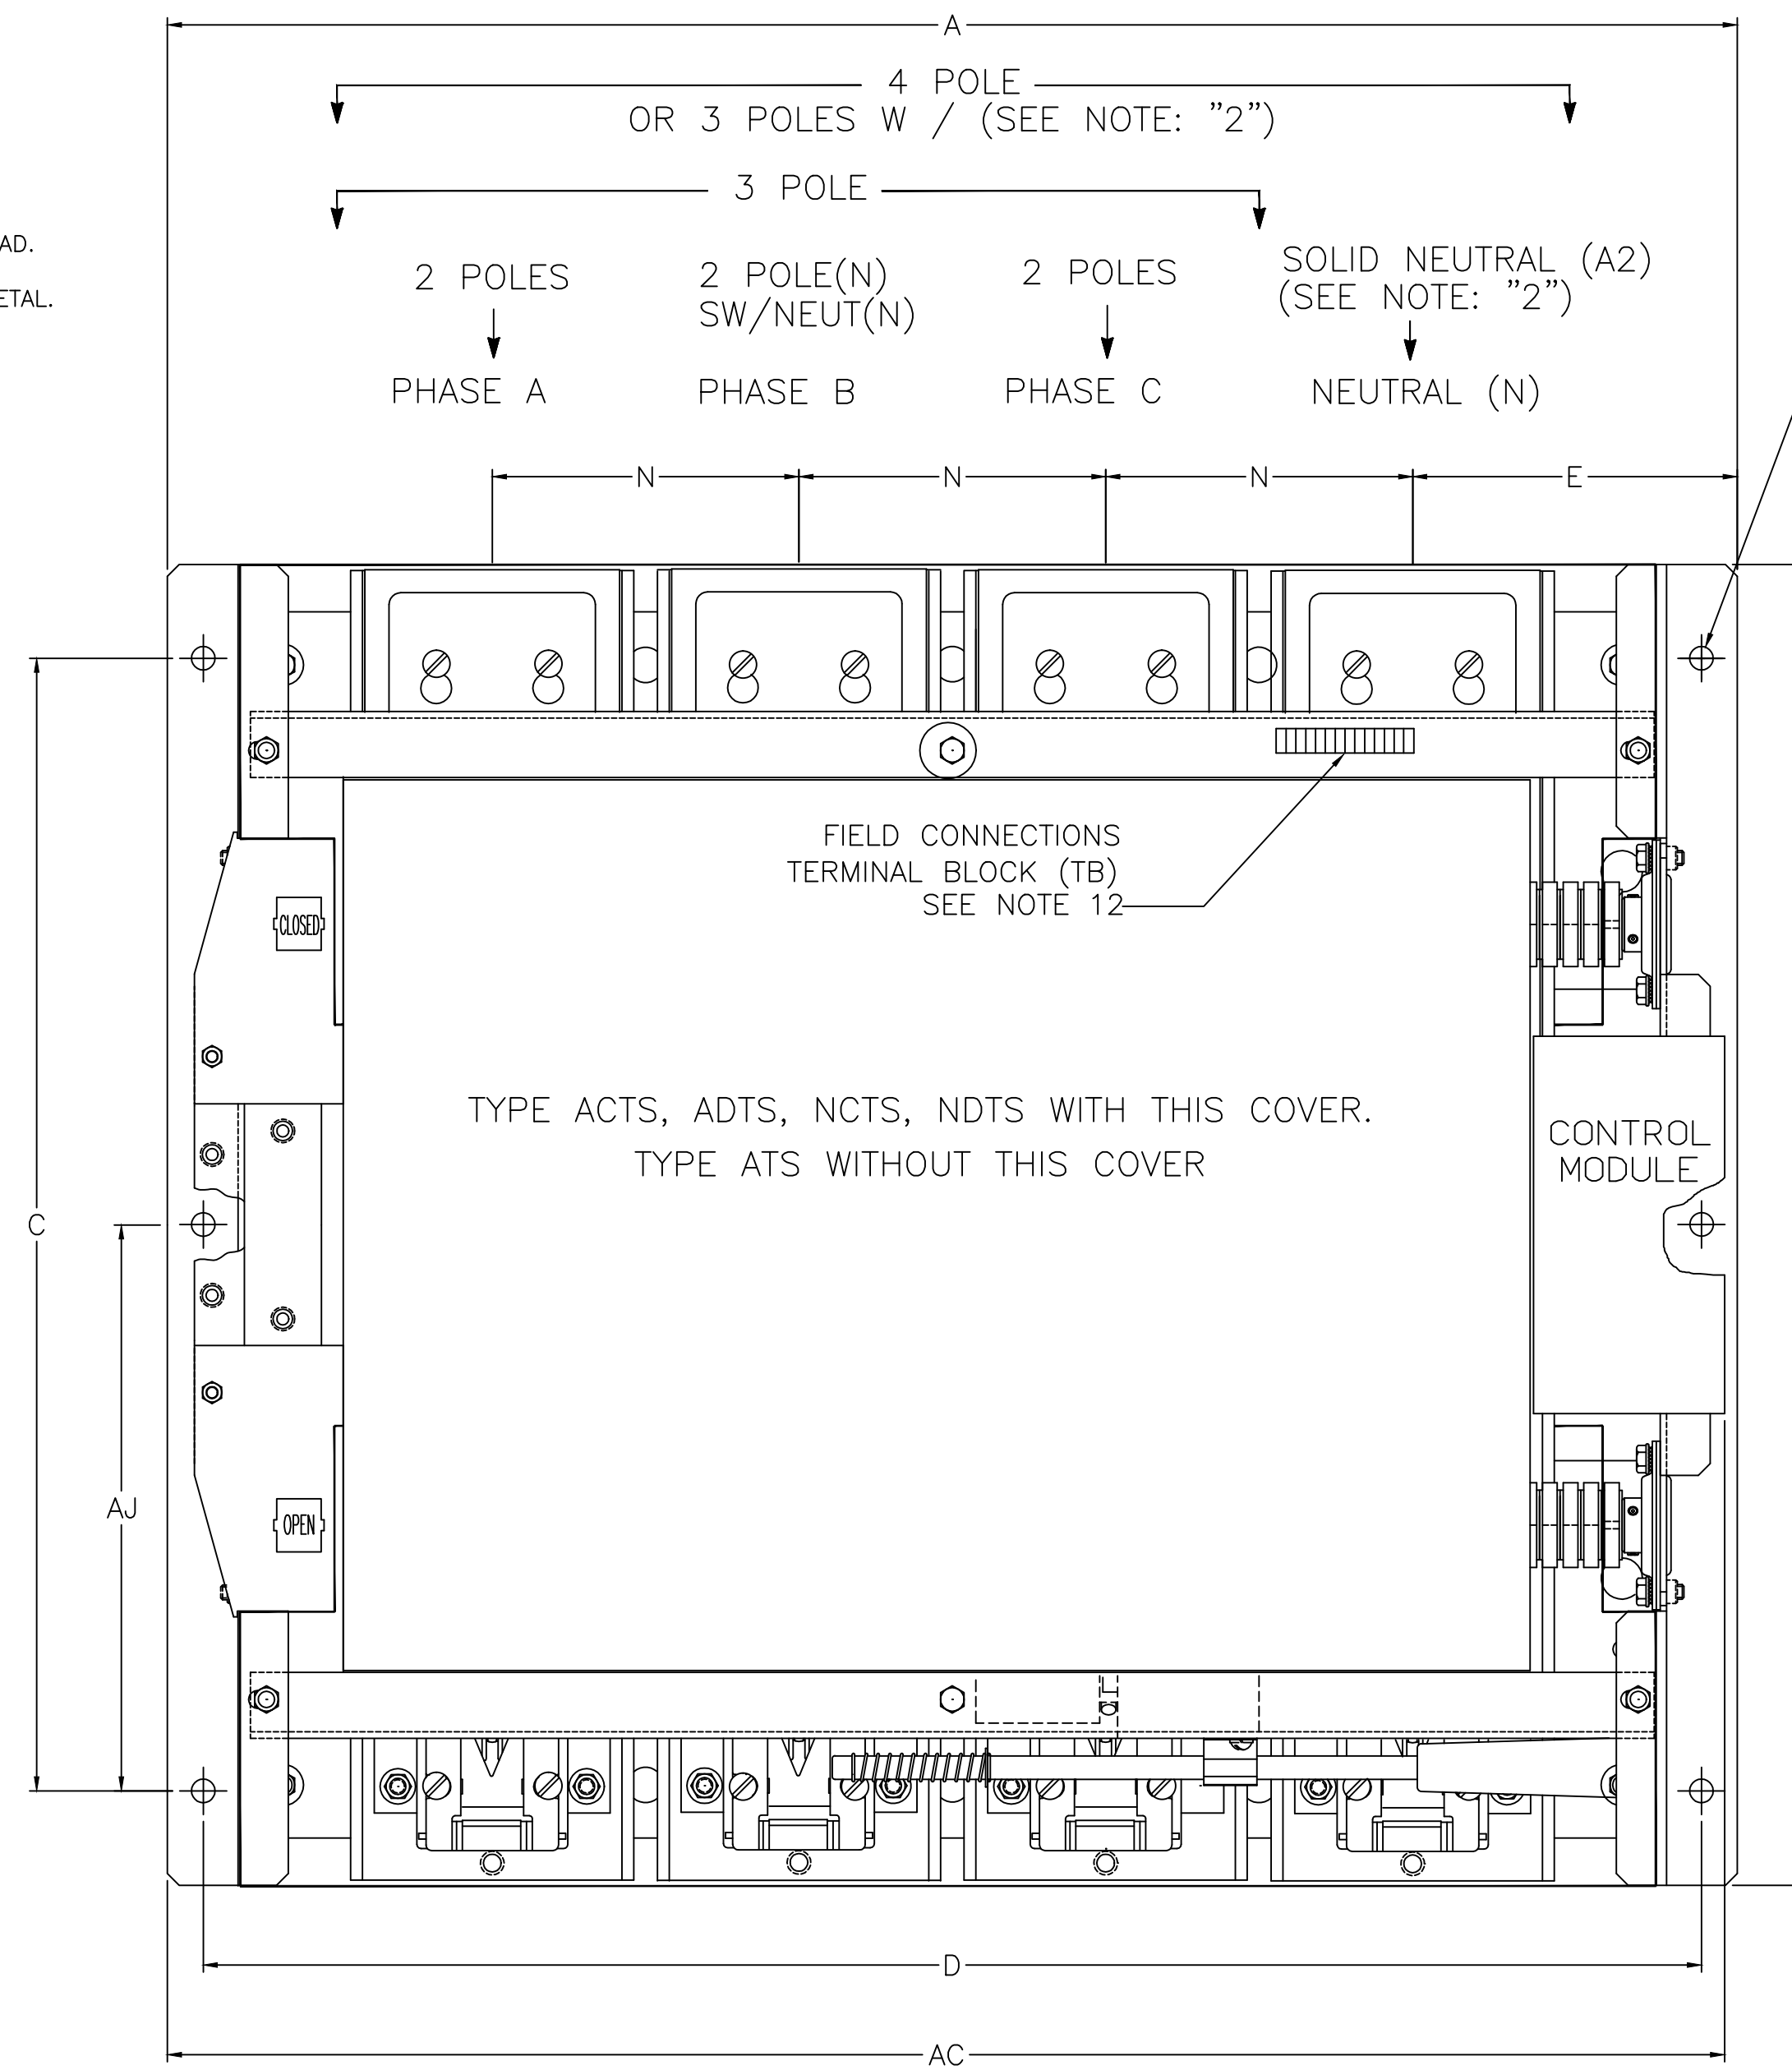 A
4 POLE
OR 3 POLES W / (SEE NOTE: "2")
3 POLE
AD.
ETAL.
2 POLES
2 POLE(N)
SW/NEUT(N)
2 POLES
SOLID NEUTRAL (A2)
(SEE NOTE: "2")
PHASE A
PHASE B
PHASE C
NEUTRAL (N)
N
N
N
E
FIELD CONNECTIONS
TERMINAL BLOCK (TB)
SEE NOTE 12
CLOSED
TYPE ACTS, ADTS, NCTS, NDTS WITH THIS COVER.
TYPE ATS WITHOUT THIS COVER
CONTROL
MODULE
C
AJ
OPEN
D
AC